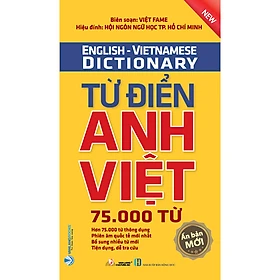 Biên soạn: VIỆT FAME
Hiệu đính: HỘI NGÔN NGỮ HỌC TP. HỒ CHÍ MINH
NEW
ENGLISH - VIETNAMESE
DICTIONARY
TỪ ĐIỂN
ANH
VIỆT
75.000 TỪ
Hơn 75.000 từ thông dụng
Phiên âm quốc tế mới nhất
Bổ sung nhiều từ mới
Tiện dụng, dễ tra cứu
Ấn bản
MỚI